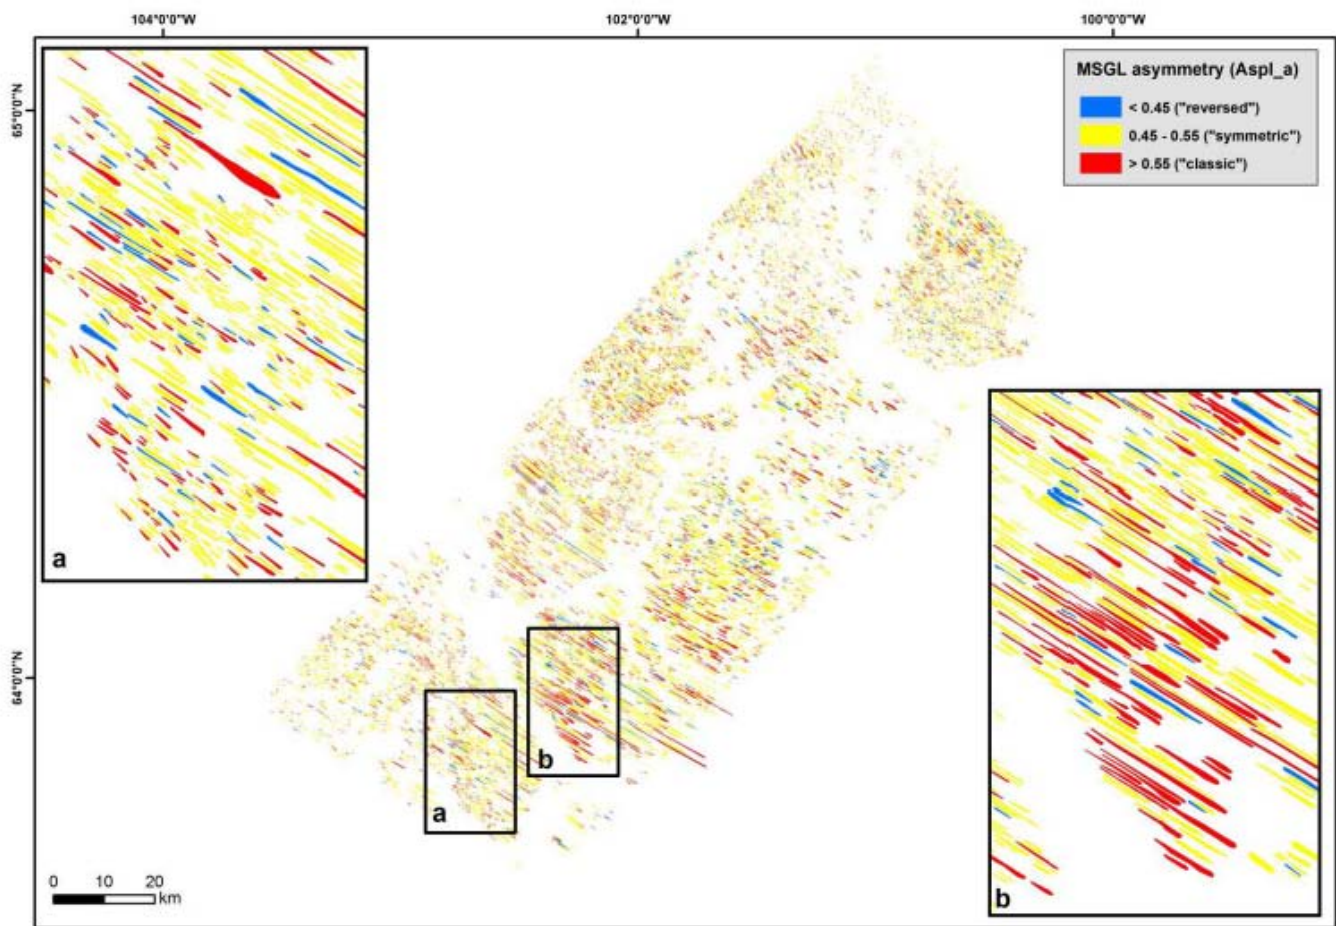 104°0'0"W
102°0'0"W
100°0'0"W
65°0'0"N
64°0'0"N
MSGL asymmetry (Aspl_a)
< 0.45 ("reversed")
0.45 - 0.55 ("symmetric")
> 0.55 ("classic")
a
b
a
b
0 10 20
km